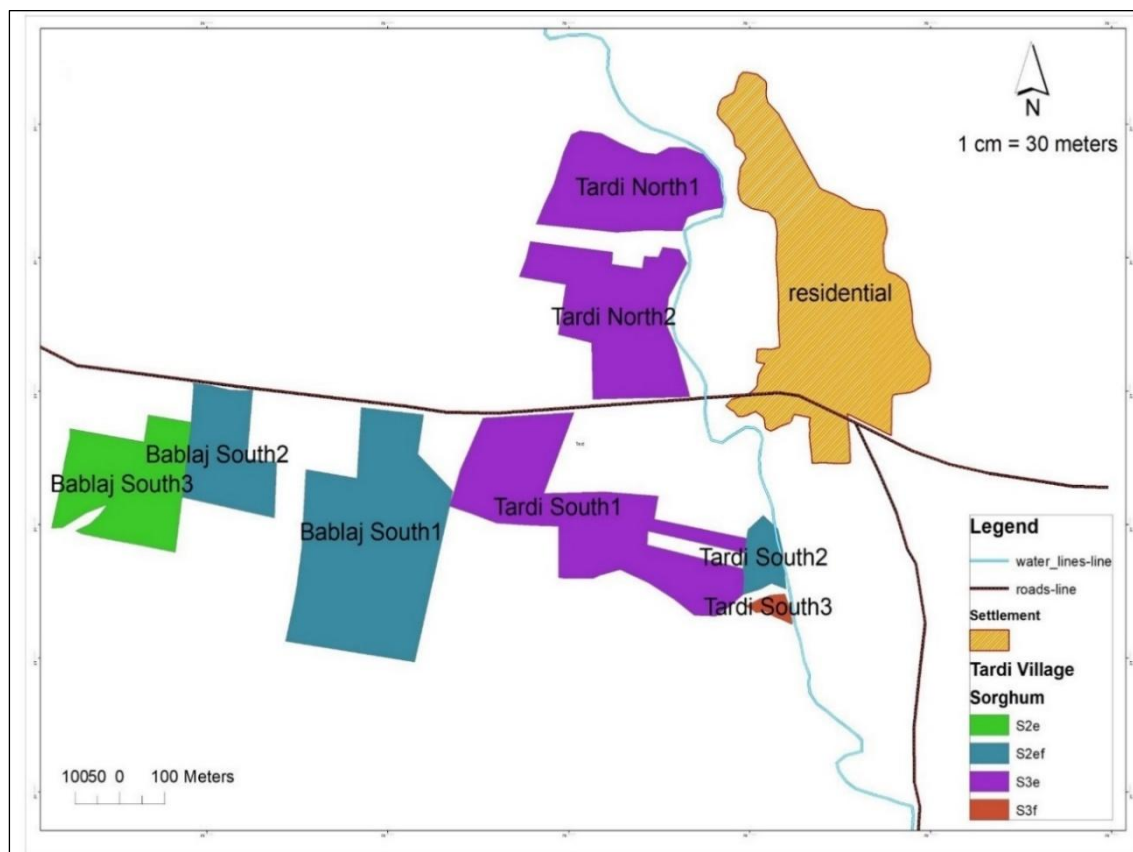 N
1 cm = 30 meters
Tardi North1
residential
Tardi North2
Bablaj South2
Bablaj South3
Tardi South1
Bablaj South1
Tardi South2
Tardi South3
Legend
water_lines-line
roads-line
Settlement
Tardi Village
Sorghum
S2e
S2ef
S3e
S3f
10050 0 100 Meters